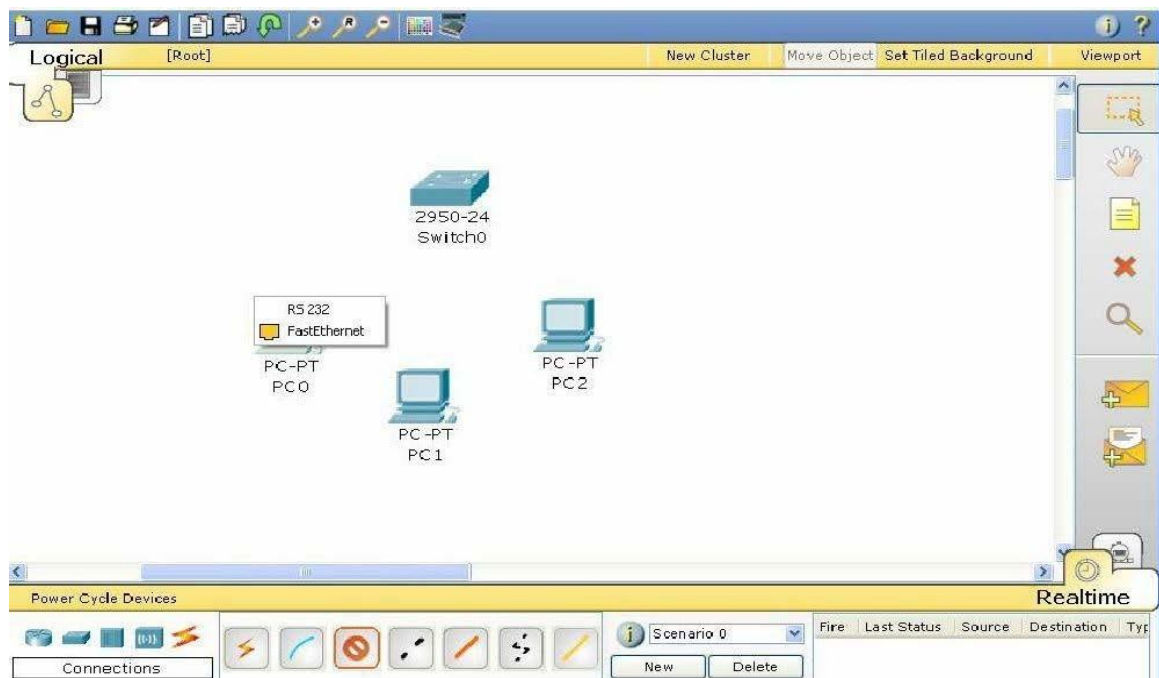 Logical [Root] New Cluster Move Object Set Tiled Background Viewport
2950-24
Switch0
RS 232
FastEthernet
PC-PT
PC0
PC-PT
PC2
PC-PT
PC1
Power Cycle Devices
Realtime
Scenario 0
Fire Last Status Source Destination Typ
New Delete
Connections